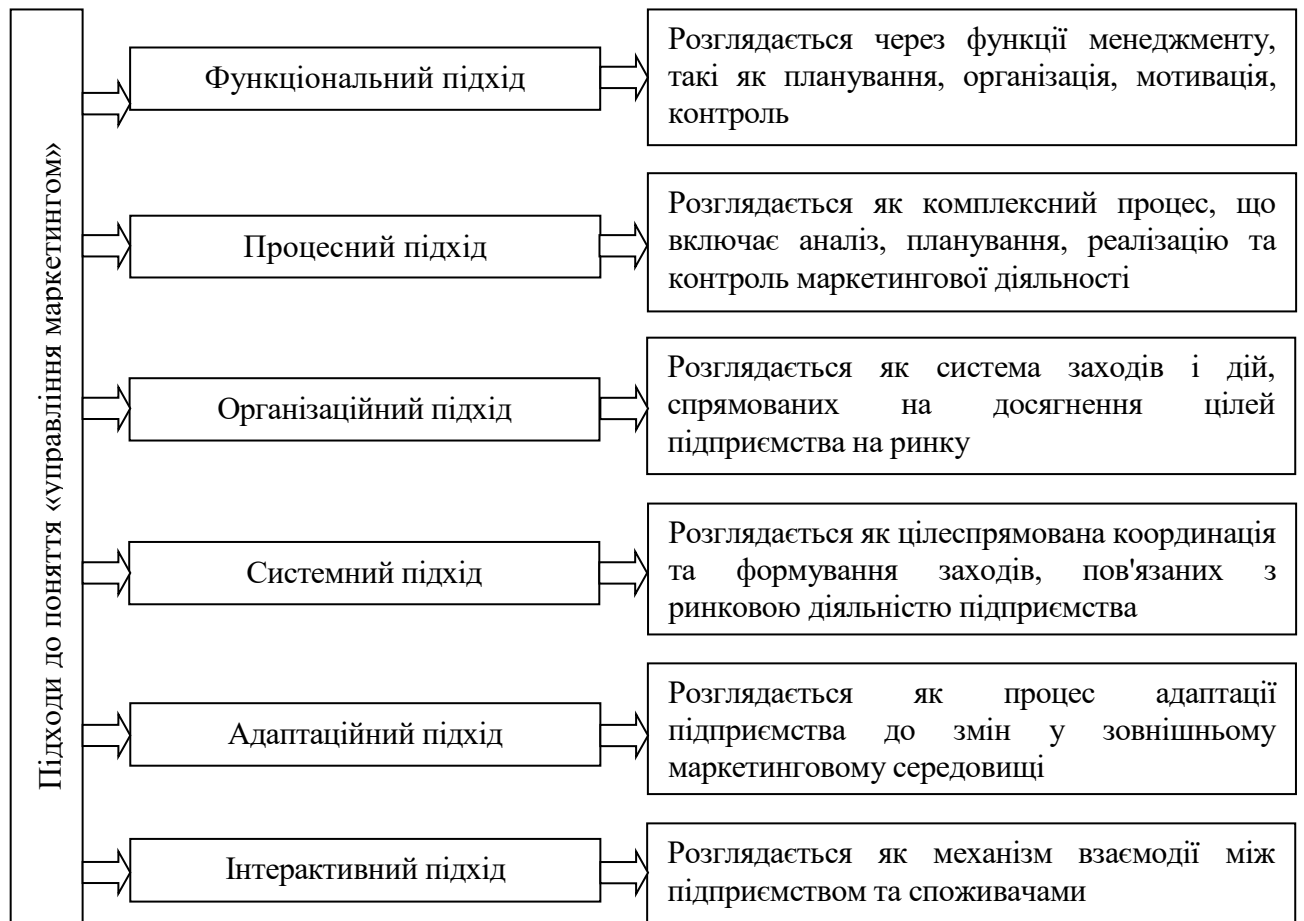 Підходи до поняття «управління маркетингом»
Функціональний підхід
Розглядається через функції менеджменту,
такі як планування, організація, мотивація,
контроль
Процесний підхід
Розглядається як комплексний процес, що
включає аналіз, планування, реалізацію та
контроль маркетингової діяльності
Організаційний підхід
Розглядається як система заходів і дій,
спрямованих на досягнення цілей
підприємства на ринку
Системний підхід
Розглядається як цілеспрямована координація
та формування заходів, пов'язаних з
ринковою діяльністю підприємства
Адаптаційний підхід
Розглядається як процес адаптації
підприємства до змін у зовнішньому
маркетинговому середовищі
Інтерактивний підхід
Розглядається як механізм взаємодії між
підприємством та споживачами